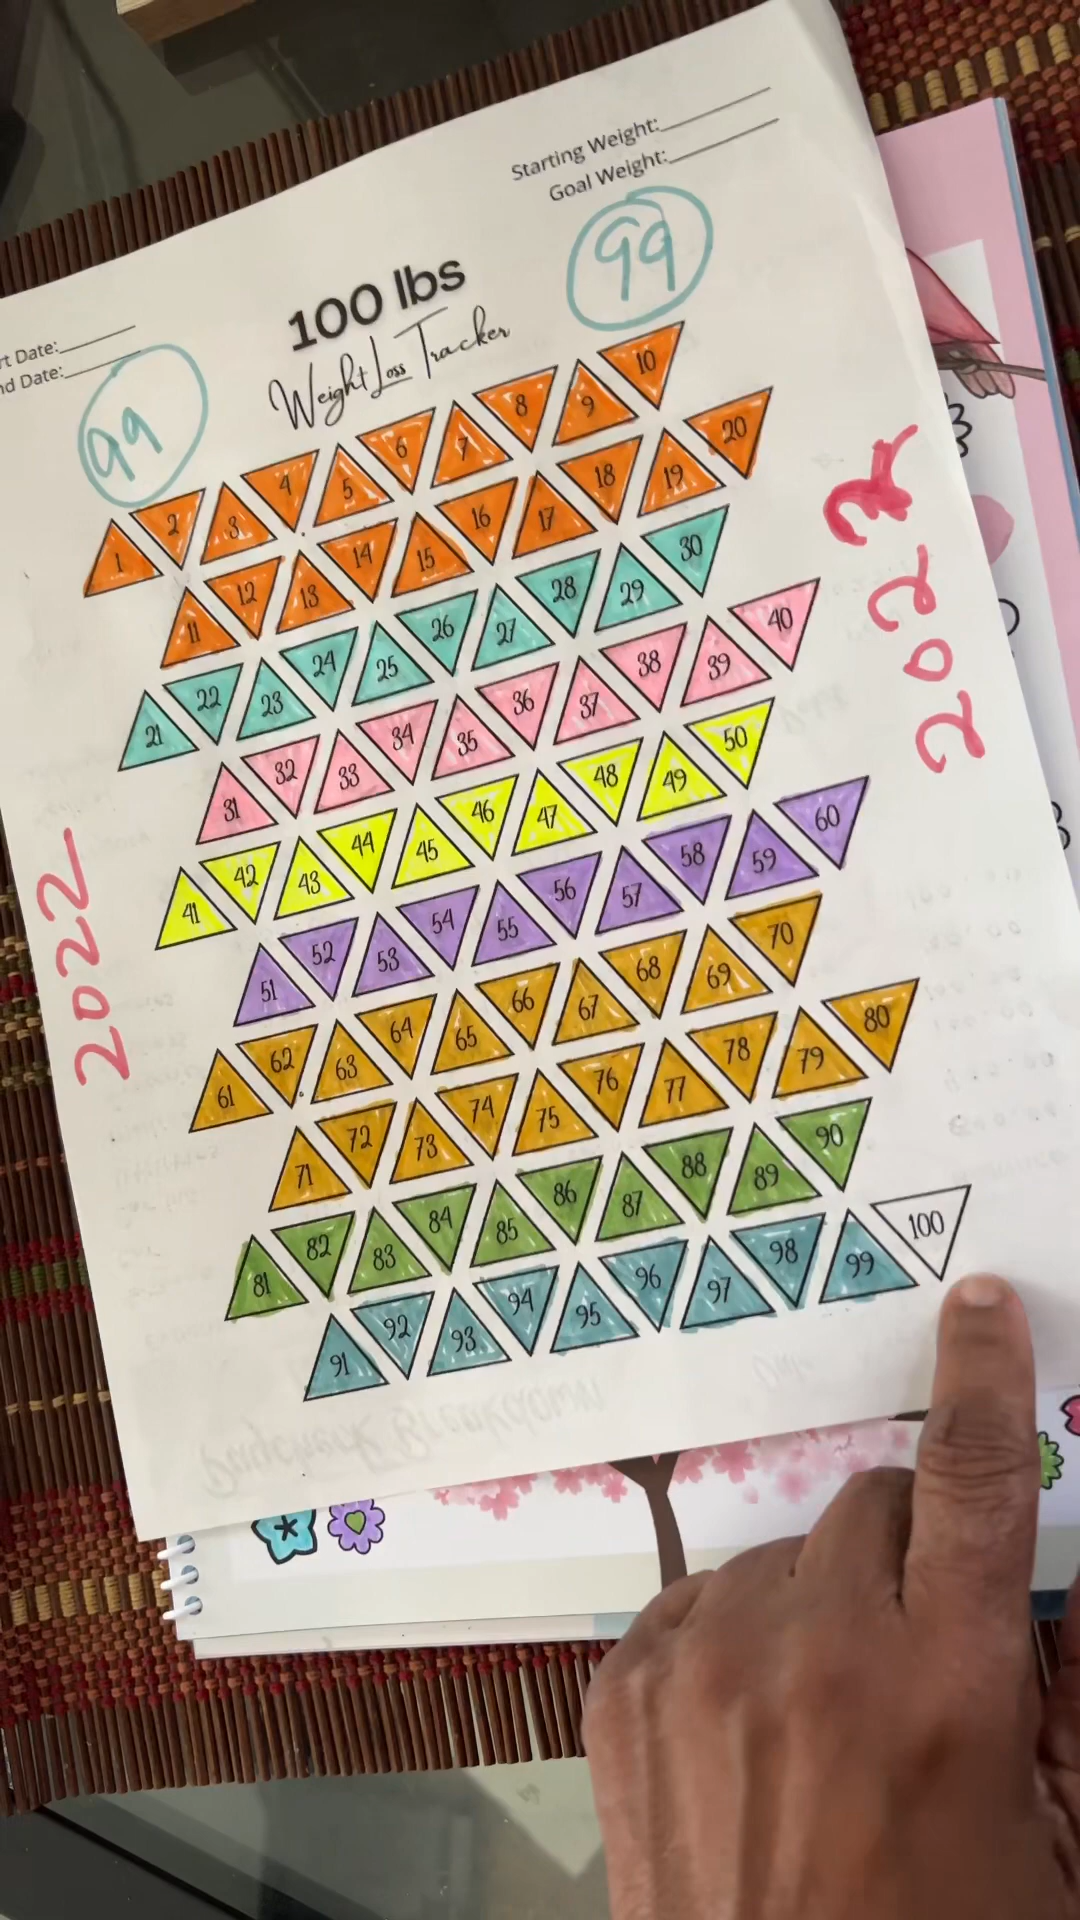 Starting Weight:
Goal Weight:
99
100 lbs
Weight Loss Tracker
rt Date:
nd Date:
99
1 2 3 4 5 6 7 8 9 10
11 12 13 14 15 16 17 18 19 20
21 22 23 24 25 26 27 28 29 30
31 32 33 34 35 36 37 38 39 40
41 42 43 44 45 46 47 48 49 50
51 52 53 54 55 56 57 58 59 60
61 62 63 64 65 66 67 68 69 70
71 72 73 74 75 76 77 78 79 80
81 82 83 84 85 86 87 88 89 90
91 92 93 94 95 96 97 98 99 100
2022
2022
Paycheck Breakdown